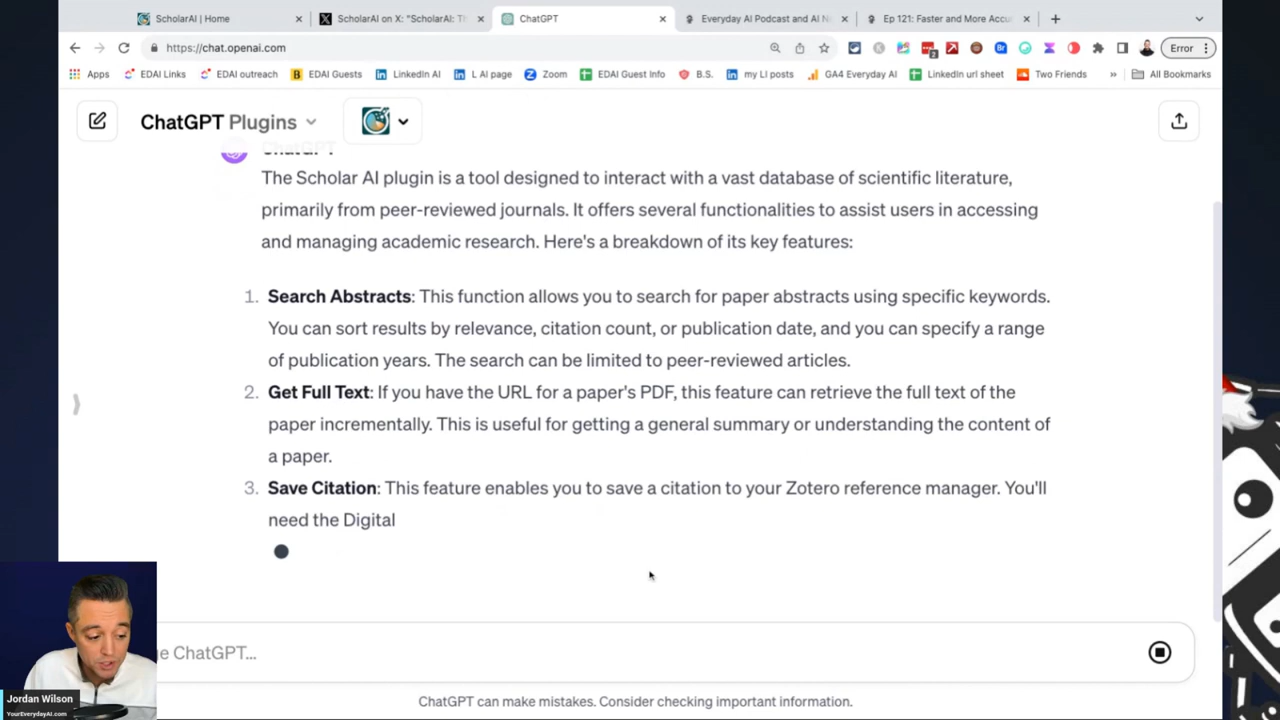 ScholarAI | Home
ScholarAI on X: "ScholarAI: Th
ChatGPT
Everyday AI Podcast and AI N
Ep 121: Faster and More Accu
https://chat.openai.com
Error
Apps
EDAI Links
EDAI outreach
EDAI Guests
LinkedIn AI
L AI page
Zoom
EDAI Guest Info
B.S.
my LI posts
GA4 Everyday AI
LinkedIn url sheet
Two Friends
All Bookmarks
ChatGPT Plugins
ChatGPT
The Scholar AI plugin is a tool designed to interact with a vast database of scientific literature,
primarily from peer-reviewed journals. It offers several functionalities to assist users in accessing
and managing academic research. Here's a breakdown of its key features:
1. Search Abstracts: This function allows you to search for paper abstracts using specific keywords.
You can sort results by relevance, citation count, or publication date, and you can specify a range
of publication years. The search can be limited to peer-reviewed articles.
2. Get Full Text: If you have the URL for a paper's PDF, this feature can retrieve the full text of the
paper incrementally. This is useful for getting a general summary or understanding the content of
a paper.
3. Save Citation: This feature enables you to save a citation to your Zotero reference manager. You'll
need the Digital
e ChatGPT...
ChatGPT can make mistakes. Consider checking important information.
Jordan Wilson
YourEverydayAI.com